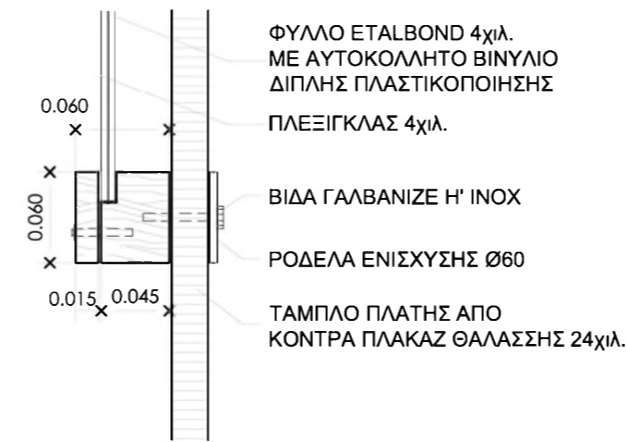 ΦΥΛΛΟ ETALBOND 4χιλ.
ΜΕ ΑΥΤΟΚΟΛΛΗΤΟ ΒΙΝΥΛΙΟ
ΔΙΠΛΗΣ ΠΛΑΣΤΙΚΟΠΟΙΗΣΗΣ
0.060
ΠΛΕΞΙΓΚΛΑΣ 4χιλ.
0.060
ΒΙΔΑ ΓΑΛΒΑΝΙΖΕ Η' INOX
ΡΟΔΕΛΑ ΕΝΙΣΧΥΣΗΣ Ø60
0.015 0.045
ΤΑΜΠΛΟ ΠΛΑΤΗΣ ΑΠΟ
ΚΟΝΤΡΑ ΠΛΑΚΑΖ ΘΑΛΑΣΣΗΣ 24χιλ.